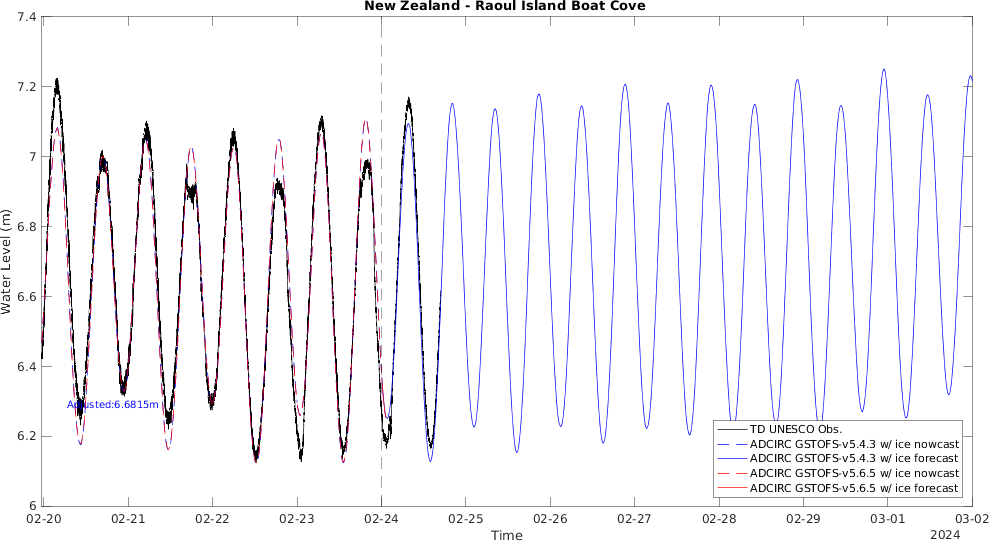 New Zealand - Raoul Island Boat Cove
7.4
7.2
7
6.8
6.6
6.4
6.2
6
Water Level (m)
Adjusted:6.6815m
TD UNESCO Obs.
ADCIRC GSTOFS-v5.4.3 w/ ice nowcast
ADCIRC GSTOFS-v5.4.3 w/ ice forecast
ADCIRC GSTOFS-v5.6.5 w/ ice nowcast
ADCIRC GSTOFS-v5.6.5 w/ ice forecast
02-20 02-21 02-22 02-23 02-24 02-25 02-26 02-27 02-28 02-29 03-01 03-02
Time
2024